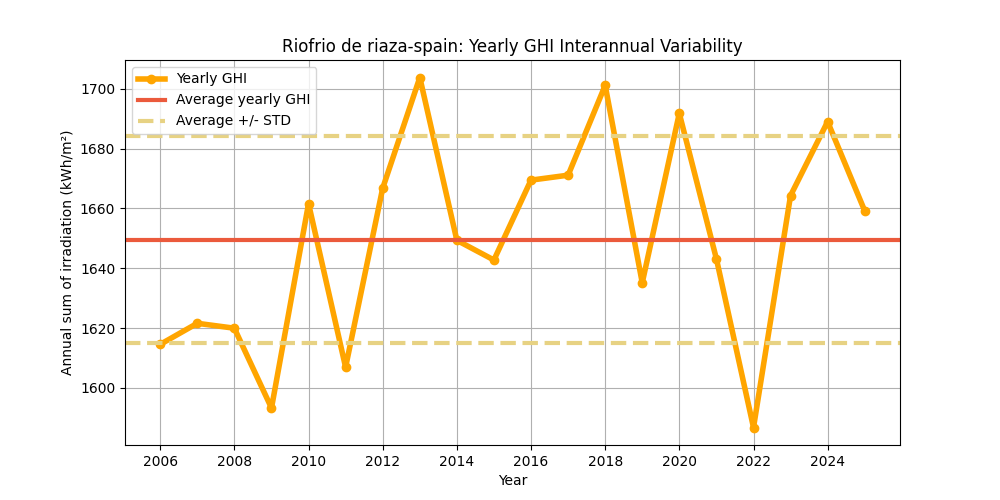 Riofrio de riaza-spain: Yearly GHI Interannual Variability
Yearly GHI
Average yearly GHI
Average +/- STD
Annual sum of irradiation (kWh/m²)
1700
1680
1660
1640
1620
1600
2006 2008 2010 2012 2014 2016 2018 2020 2022 2024
Year